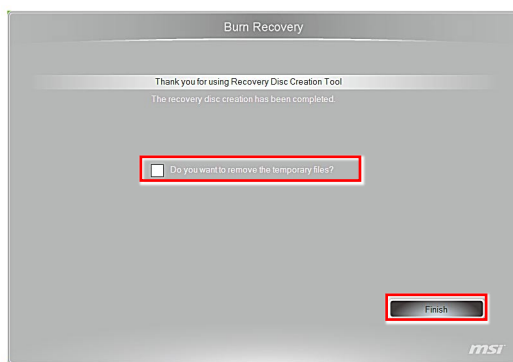 Burn Recovery
Thank you for using Recovery Disc Creation Tool
The recovery disc creation has been completed.
Do you want to remove the temporary files?
Finish
msi